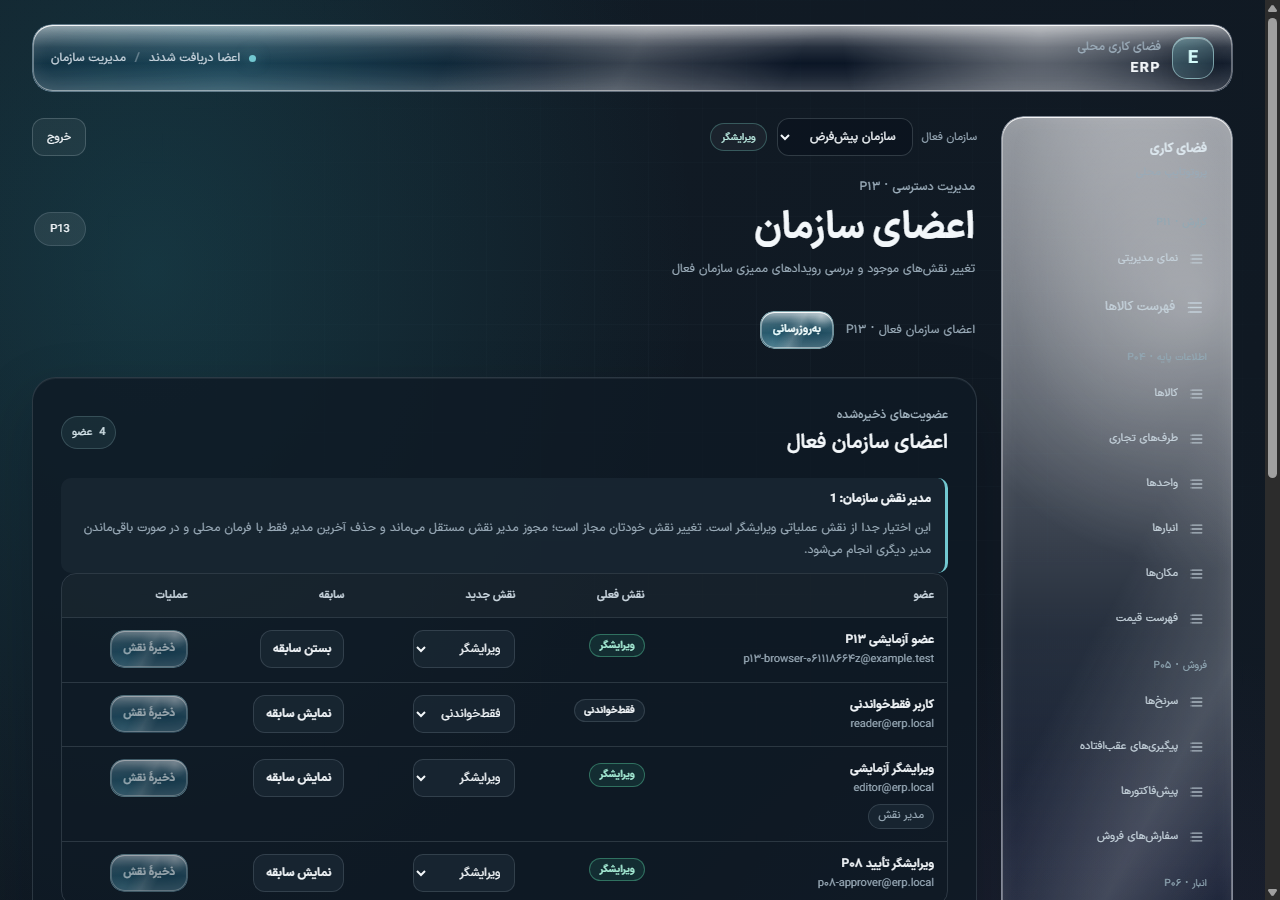 E
فضای کاری محلی
ERP
اعضا دریافت شدند / مدیریت سازمان
فضای کاری
نمای مدیریتی
فهرست کالاها
اطلاعات پایه · P۰۴
کالاها
طرف‌های تجاری
واحدها
انبارها
مکان‌ها
فهرست قیمت
فروش · P۰۵
سرنخ‌ها
پیگیری‌های عقب‌افتاده
پیش‌فاکتورها
سفارش‌های فروش
انبار · P۰۶
سازمان فعال
سازمان پیش‌فرض
ویرایشگر
خروج
مدیریت دسترسی · P۱۳
اعضای سازمان
P13
تغییر نقش‌های موجود و بررسی رویدادهای ممیزی سازمان فعال
اعضای سازمان فعال · P۱۳
به‌روزرسانی
عضویت‌های ذخیره‌شده
اعضای سازمان فعال
4 عضو
مدیر نقش سازمان: 1
این اختیار جدا از نقش عملیاتی ویرایشگر است. تغییر نقش خودتان مجاز است؛ مجوز مدیر نقش مستقل می‌ماند و حذف آخرین مدیر فقط با فرمان محلی و در صورت باقی‌ماندن
مدیر دیگری انجام می‌شود.
عضو نقش فعلی نقش جدید سابقه عملیات
عضو آزمایشی P۱۳ ویرایشگر ویرایشگر بستن سابقه ذخیرهٔ نقش
p۱۳-browser-۰۶۱۱۱۸۶۶۴z@example.test
کاربر فقط‌خواندنی فقط‌خواندنی فقط‌خواندنی نمایش سابقه ذخیرهٔ نقش
reader@erp.local
ویرایشگر آزمایشی ویرایشگر ویرایشگر نمایش سابقه ذخیرهٔ نقش
editor@erp.local
مدیر نقش
ویرایشگر تأیید P۰۸ ویرایشگر ویرایشگر نمایش سابقه ذخیرهٔ نقش
p۰۸-approver@erp.local